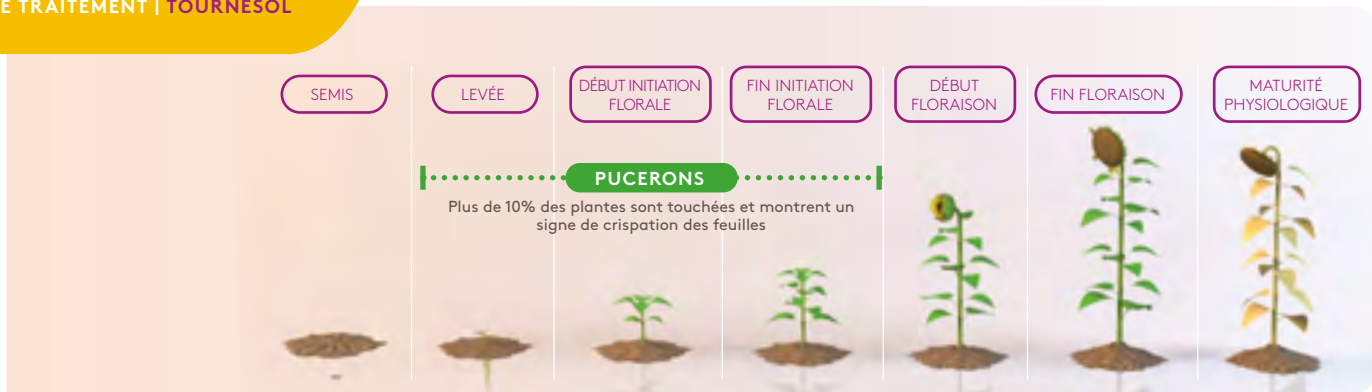 E TRAITEMENT | TOURNESOL
SEMIS
LEVÉE
DÉBUT INITIATION
FLORALE
FIN INITIATION
FLORALE
DÉBUT
FLORAISON
FIN FLORAISON
MATURITÉ
PHYSIOLOGIQUE
PUCERONS
Plus de 10% des plantes sont touchées et montrent un
signe de crispation des feuilles